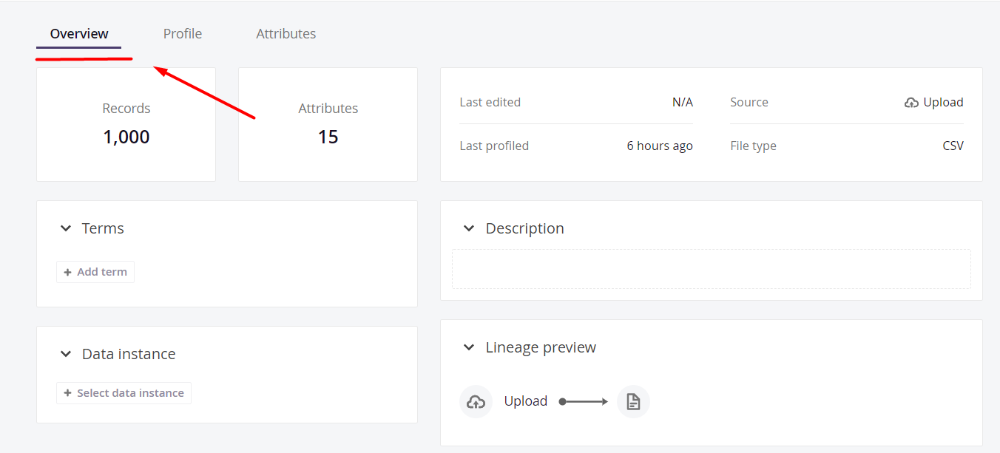 Overview
Profile
Attributes
Records
1,000
Attributes
15
Last edited
N/A
Source
Upload
Last profiled
6 hours ago
File type
CSV
Terms
+ Add term
Description
Data instance
+ Select data instance
Lineage preview
Upload